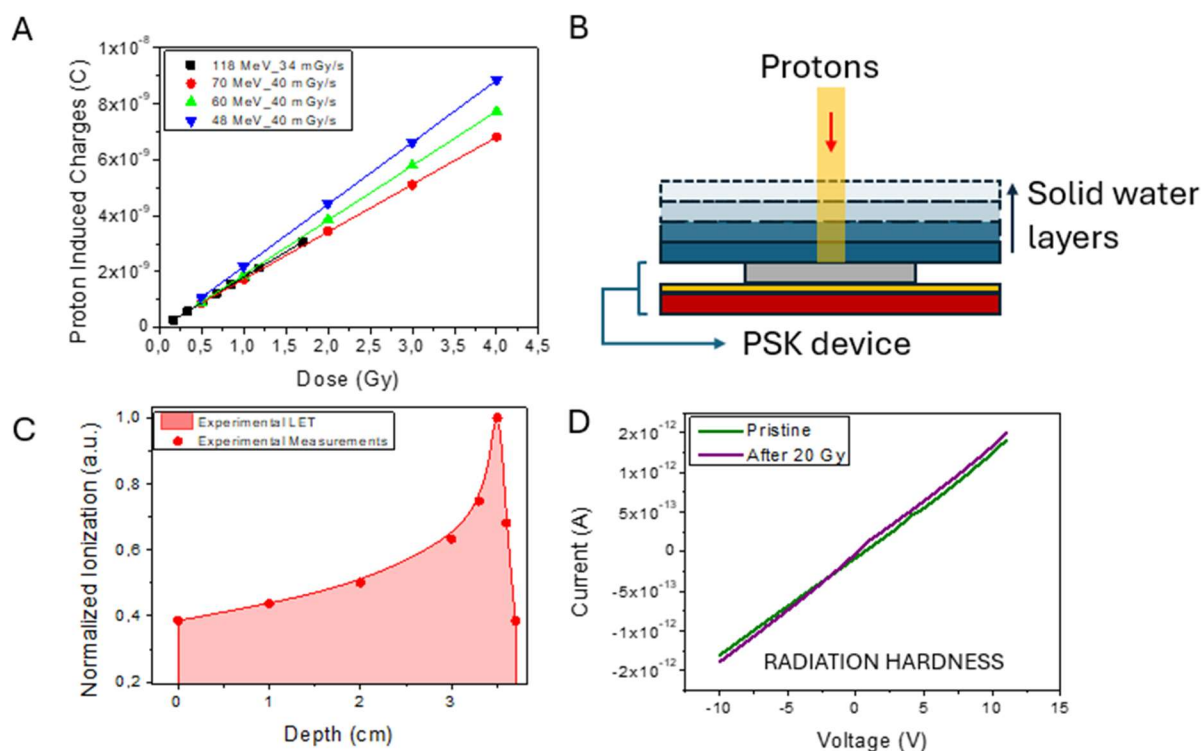 A
Proton Induced Charges (C)
1x10⁻⁸
8x10⁻⁹
6x10⁻⁹
4x10⁻⁹
2x10⁻⁹
0
118 MeV_34 mGy/s
70 MeV_40 mGy/s
60 MeV_40 mGy/s
48 MeV_40 mGy/s
0,0 0,5 1,0 1,5 2,0 2,5 3,0 3,5 4,0 4,5
Dose (Gy)
B
Protons
Solid water
layers
PSK device
C
Normalized Ionization (a.u.)
1,0
0,8
0,6
0,4
0,2
Experimental LET
Experimental Measurements
0 1 2 3
Depth (cm)
D
Current (A)
2x10⁻¹²
1x10⁻¹²
5x10⁻¹³
0
-5x10⁻¹³
-1x10⁻¹²
-2x10⁻¹²
Pristine
After 20 Gy
RADIATION HARDNESS
-10 -5 0 5 10 15
Voltage (V)